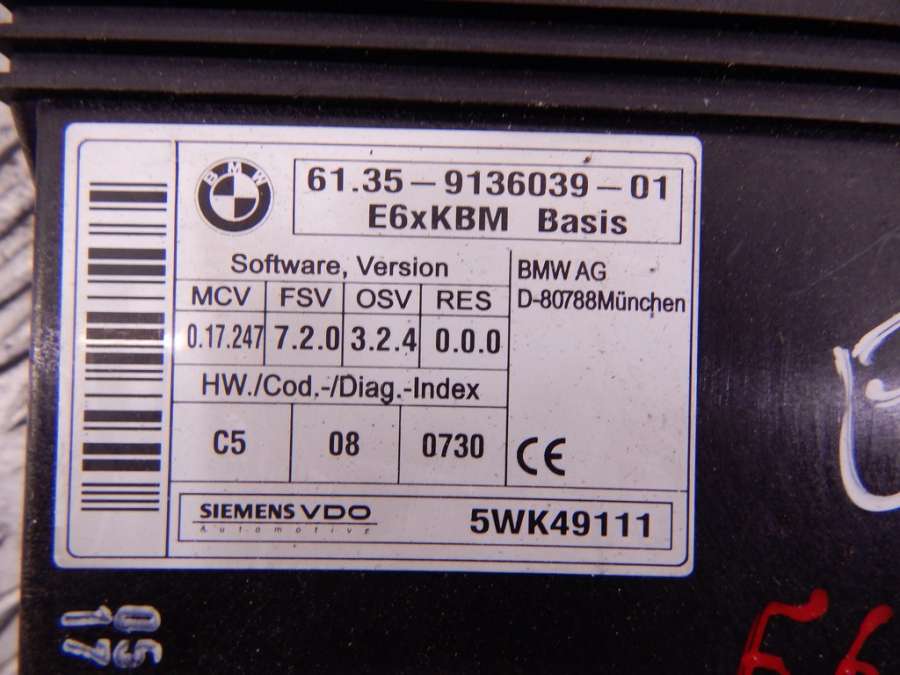 BMW
61.35-9136039-01
E6xKBM Basis
Software, Version
MCV FSV OSV RES
0.17.247 7.2.0 3.2.4 0.0.0
HW./Cod.-/Diag.-Index
C5 08 0730
BMW AG
D-80788München
CE
SIEMENS VDO
Automotive
5WK49111